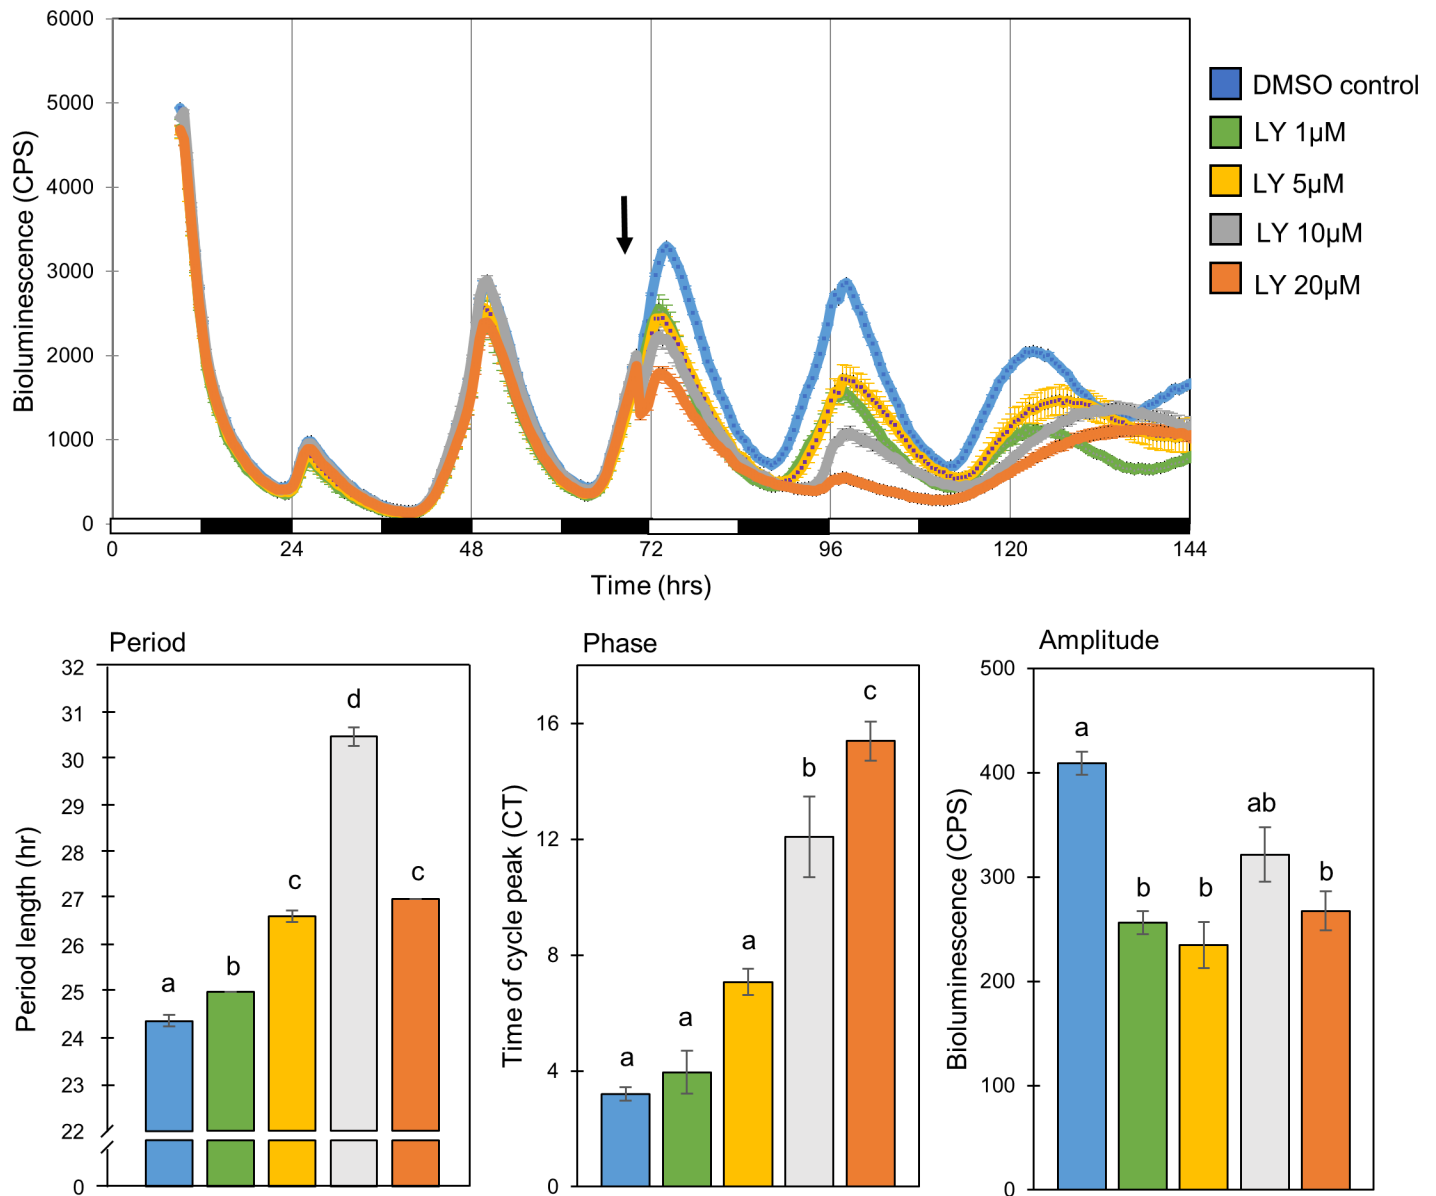 6000
5000
4000
3000
2000
1000
0
Bioluminescence (CPS)
0 24 48 72 96 120 144
Time (hrs)
DMSO control
LY 1µM
LY 5µM
LY 10µM
LY 20µM
Period
32
31
30
29
28
27
26
25
24
23
22
0
Period length (hr)
a
b
c
d
c
Phase
16
12
8
4
0
Time of cycle peak (CT)
a
a
a
b
c
Amplitude
500
400
300
200
100
0
Bioluminescence (CPS)
a
b
b
ab
b